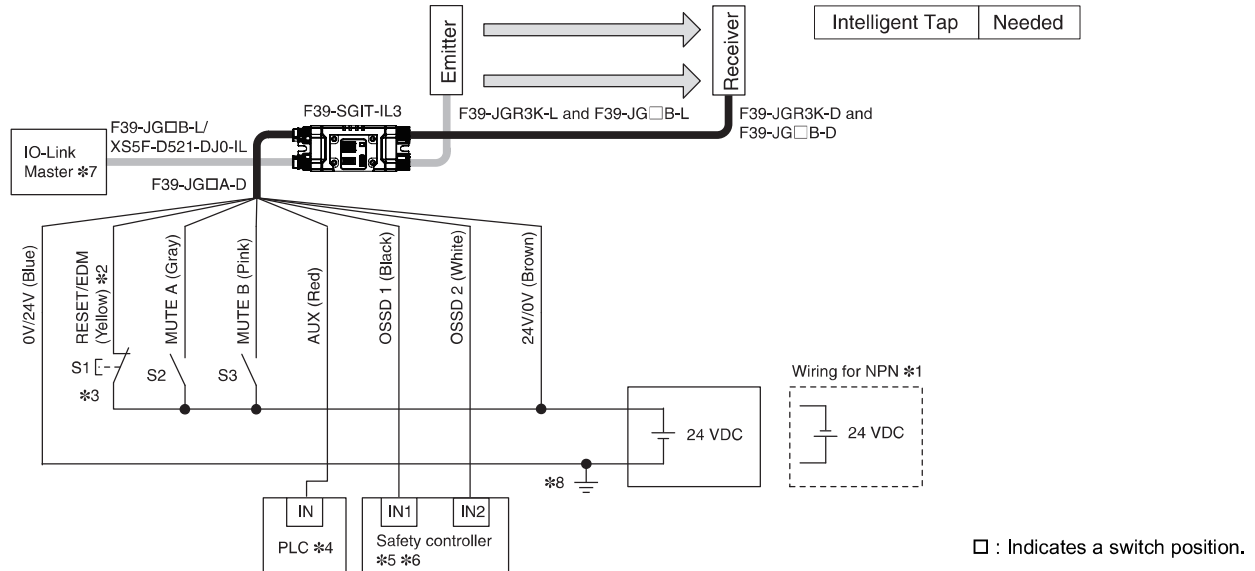 Emitter
Receiver
Intelligent Tap Needed
F39-SGIT-IL3
F39-JGR3K-L and F39-JG□B-L
F39-JGR3K-D and
F39-JG□B-D
F39-JG□B-L/
XS5F-D521-DJ0-IL
IO-Link
Master *7
F39-JG□A-D
0V/24V (Blue)
RESET/EDM
(Yellow) *2
MUTE A (Gray)
MUTE B (Pink)
AUX (Red)
OSSD 1 (Black)
OSSD 2 (White)
24V/0V (Brown)
S1
*3
S2
S3
Wiring for NPN *1
24 VDC
24 VDC
*8
IN
PLC *4
IN1
IN2
Safety controller
*5 *6
□ : Indicates a switch position.